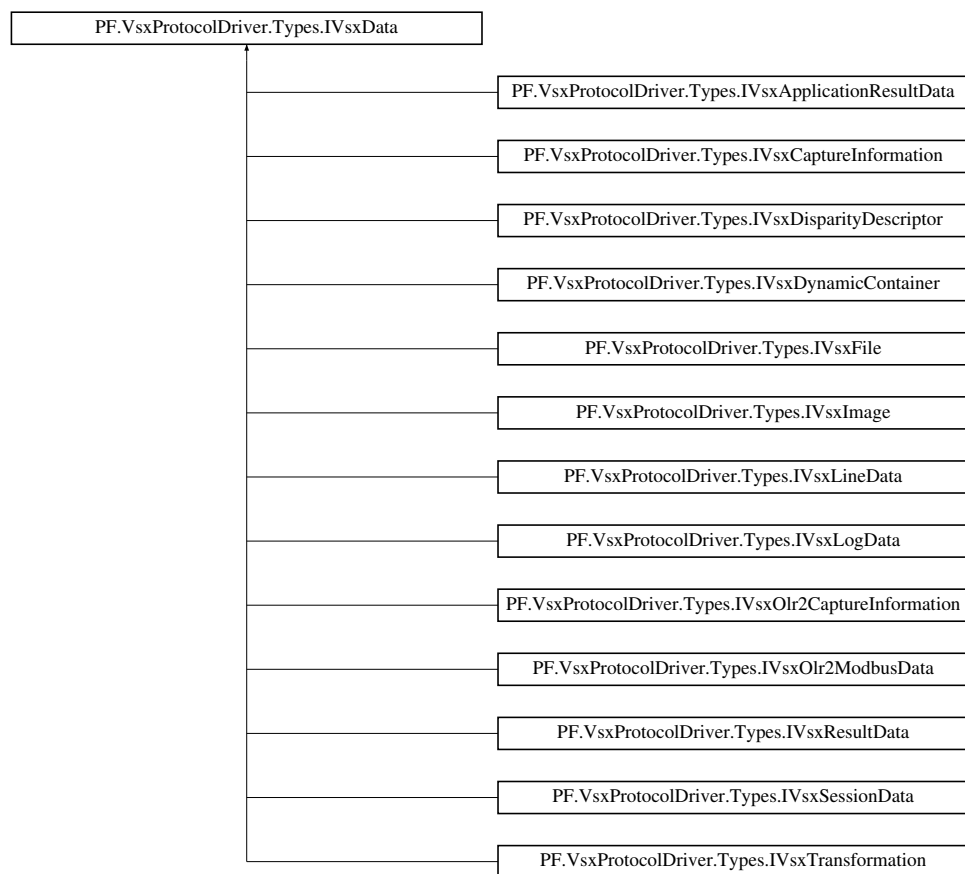 PF.VsxProtocolDriver.Types.IVsxData
PF.VsxProtocolDriver.Types.IVsxApplicationResultData
PF.VsxProtocolDriver.Types.IVsxCaptureInformation
PF.VsxProtocolDriver.Types.IVsxDisparityDescriptor
PF.VsxProtocolDriver.Types.IVsxDynamicContainer
PF.VsxProtocolDriver.Types.IVsxFile
PF.VsxProtocolDriver.Types.IVsxImage
PF.VsxProtocolDriver.Types.IVsxLineData
PF.VsxProtocolDriver.Types.IVsxLogData
PF.VsxProtocolDriver.Types.IVsxOlr2CaptureInformation
PF.VsxProtocolDriver.Types.IVsxOlr2ModbusData
PF.VsxProtocolDriver.Types.IVsxResultData
PF.VsxProtocolDriver.Types.IVsxSessionData
PF.VsxProtocolDriver.Types.IVsxTransformation